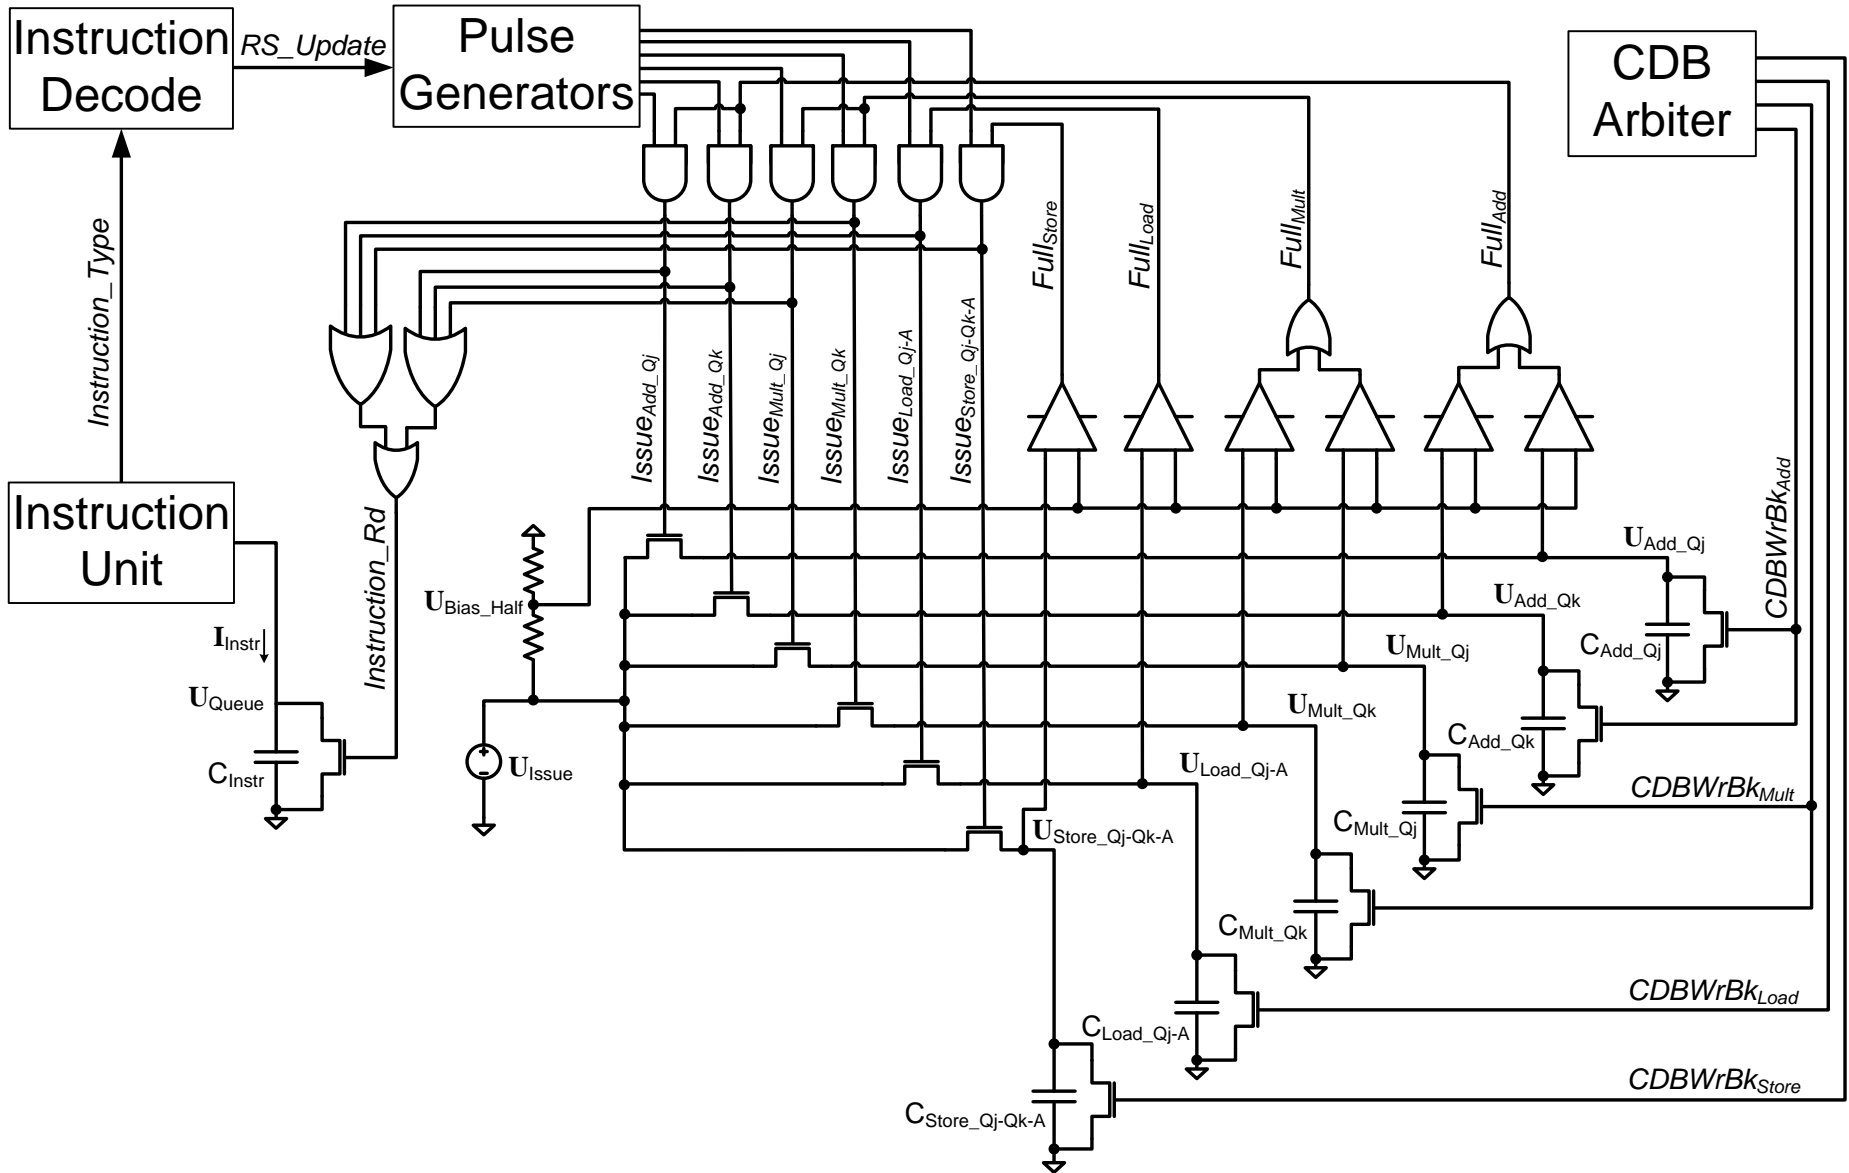 Instruction
Decode
RS_Update
Pulse
Generators
CDB
Arbiter
Instruction_Type
Full_Store
Full_Load
Full_Mult
Full_Add
Issue_Add_Qj
Issue_Add_Qk
Issue_Mult_Qj
Issue_Mult_Qk
Issue_Load_Qj-A
Issue_Store_Qj-Qk-A
CDBWrBk_Add
Instruction
Unit
Instruction_Rd
U_Bias_Half
U_Add_Qj
U_Add_Qk
I_Instr
C_Add_Qj
U_Mult_Qj
U_Queue
U_Mult_Qk
C_Add_Qk
C_Instr
U_Issue
U_Load_Qj-A
CDBWrBk_Mult
C_Mult_Qj
U_Store_Qj-Qk-A
C_Mult_Qk
CDBWrBk_Load
C_Load_Qj-A
CDBWrBk_Store
C_Store_Qj-Qk-A